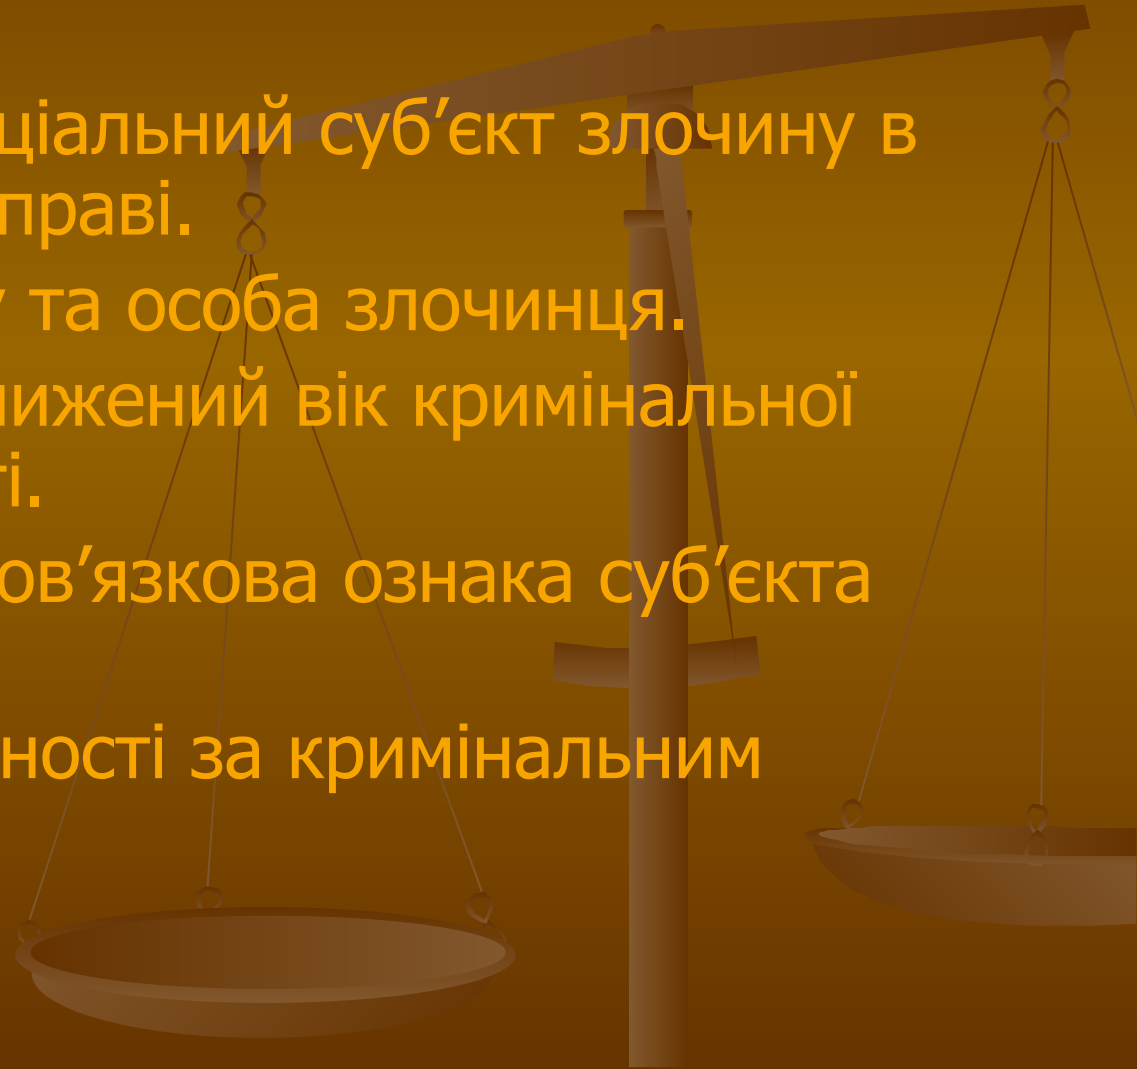 ціальний суб’єкт злочину в
праві.
у та особа злочинця.
нижений вік кримінальної
ті.
ов’язкова ознака суб’єкта
ності за кримінальним